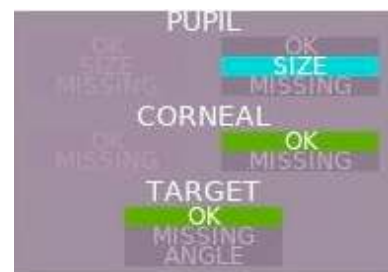 PUPIL
OK OK
SIZE SIZE
MISSING MISSING
CORNEAL
OK OK
MISSING MISSING
TARGET
OK
MISSING
ANGLE